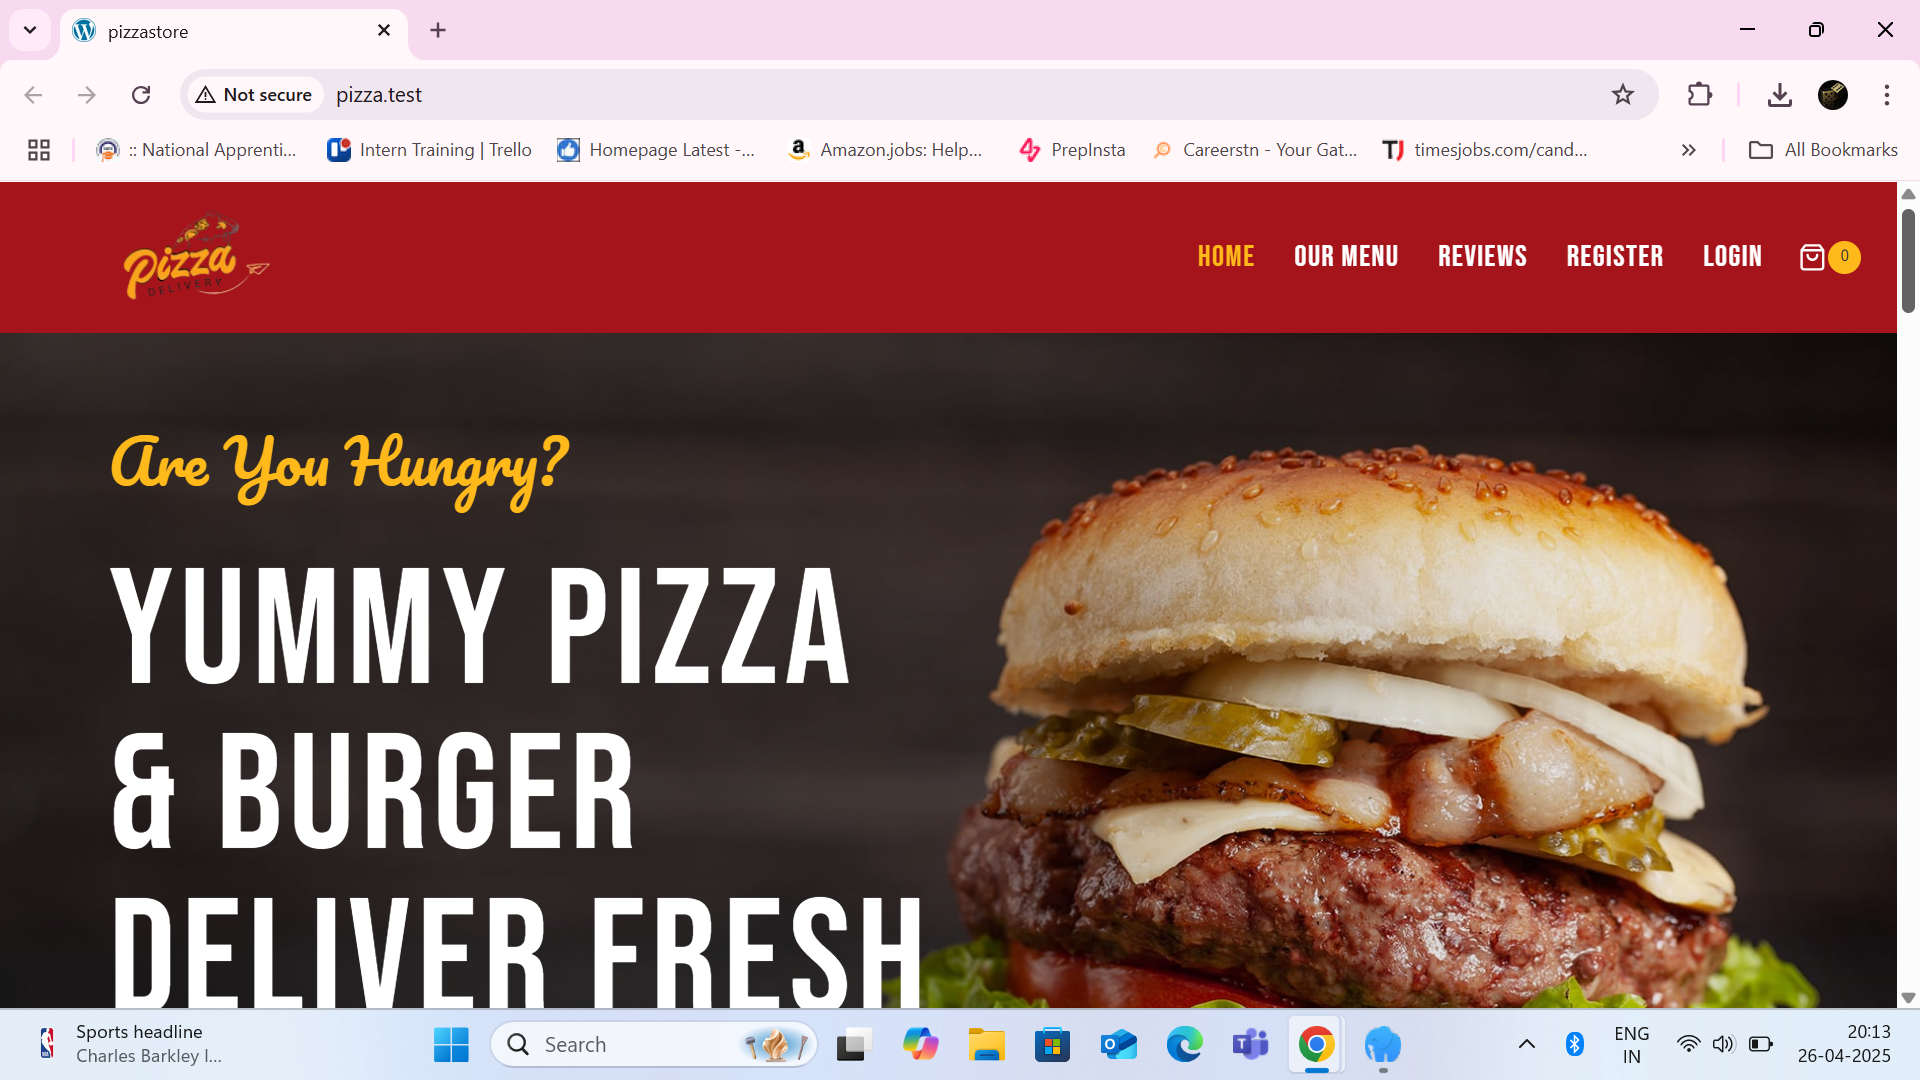 pizzastore
Not secure
pizza.test
:: National Apprenti...
Intern Training | Trello
Homepage Latest -...
Amazon.jobs: Help...
PrepInsta
Careerstn - Your Gat...
timesjobs.com/cand...
All Bookmarks
Pizza
DELIVERY
HOME
OUR MENU
REVIEWS
REGISTER
LOGIN
0
Are You Hungry?
YUMMY PIZZA
& BURGER
DELIVER FRESH
Sports headline
Charles Barkley l...
Search
ENG
IN
20:13
26-04-2025